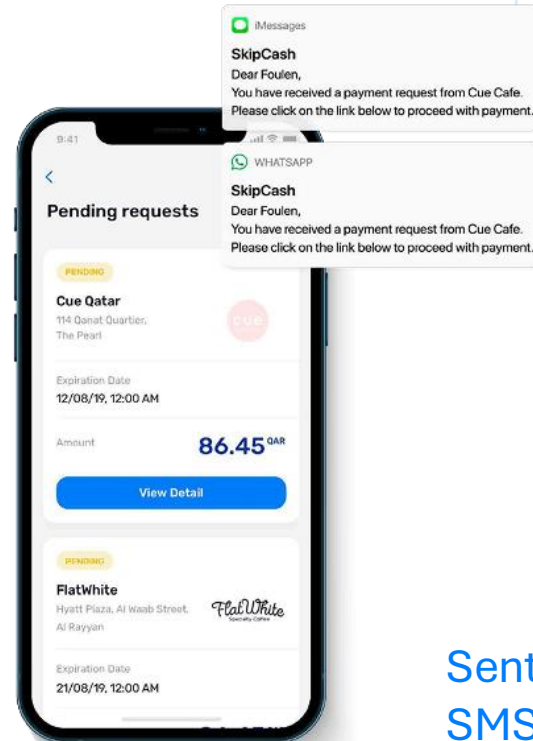 iMessages
SkipCash
Dear Foulen,
You have received a payment request from Cue Cafe.
Please click on the link below to proceed with payment.
WHATSAPP
SkipCash
Dear Foulen,
You have received a payment request from Cue Cafe.
Please click on the link below to proceed with payment.
9:41
Pending requests
PENDING
Cue Qatar
114 Qanat Quartier,
The Pearl
cue
Expiration Date
12/08/19, 12:00 AM
Amount
86.45 QAR
View Detail
PENDING
FlatWhite
Hyatt Plaza, Al Waab Street,
Al Rayyan
FlatWhite
Specialty Coffee
Expiration Date
21/08/19, 12:00 AM
Sent
SMS